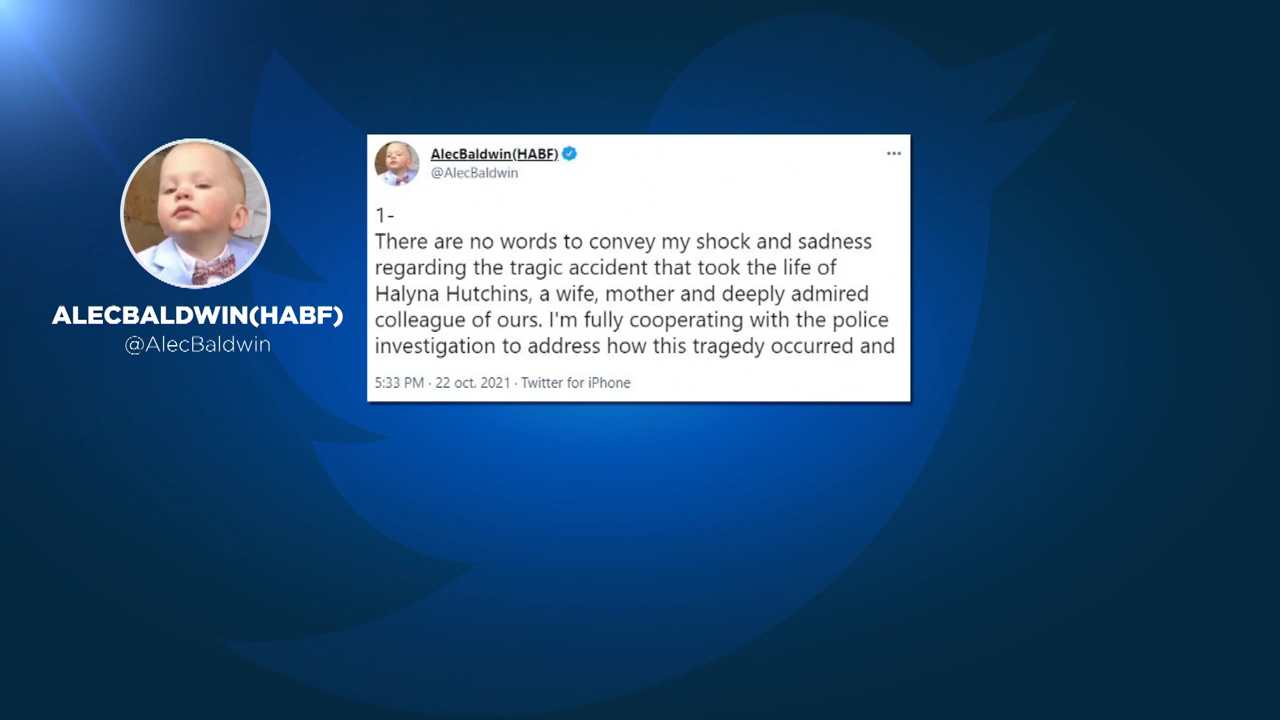 ALECBALDWIN(HABF)
@AlecBaldwin
AlecBaldwin(HABF)
@AlecBaldwin
1-
There are no words to convey my shock and sadness
regarding the tragic accident that took the life of
Halyna Hutchins, a wife, mother and deeply admired
colleague of ours. I'm fully cooperating with the police
investigation to address how this tragedy occurred and
5:33 PM · 22 oct. 2021 · Twitter for iPhone